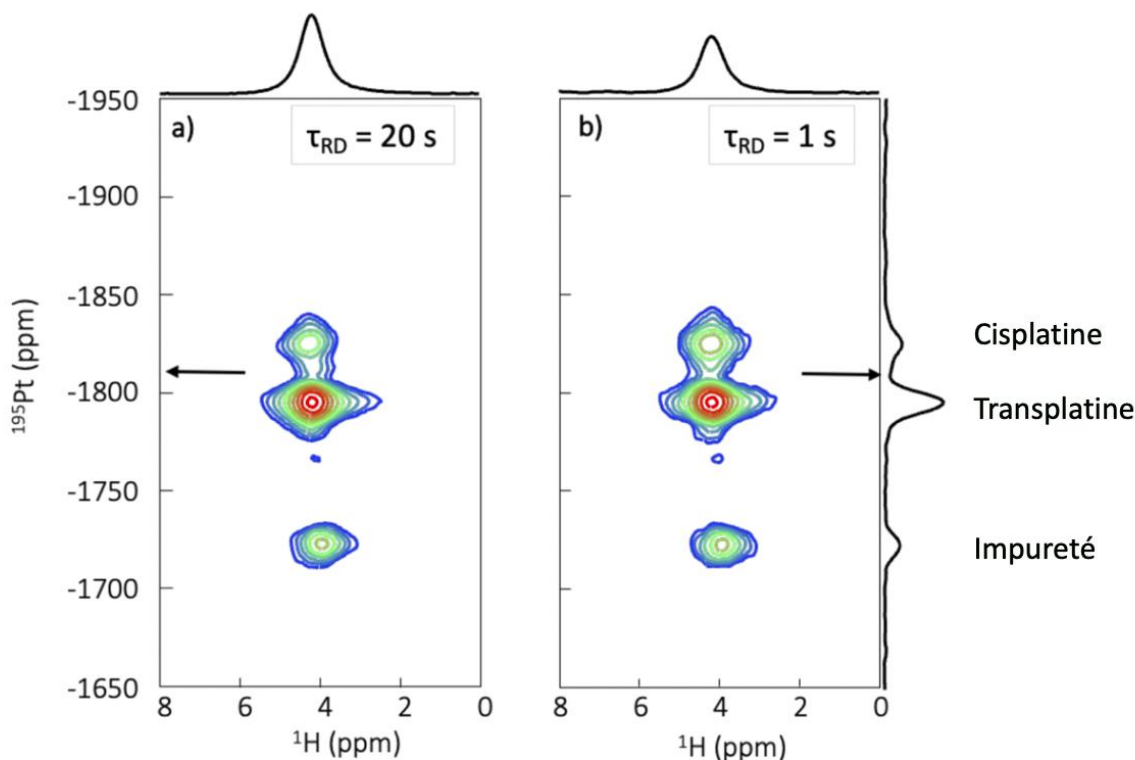 a)
τRD = 20 s
b)
τRD = 1 s
-1950
-1900
-1850
-1800
-1750
-1700
-1650
¹⁹⁵Pt (ppm)
Cisplatine
Transplatine
Impureté
8 6 4 2 0
8 6 4 2 0
¹H (ppm)
¹H (ppm)